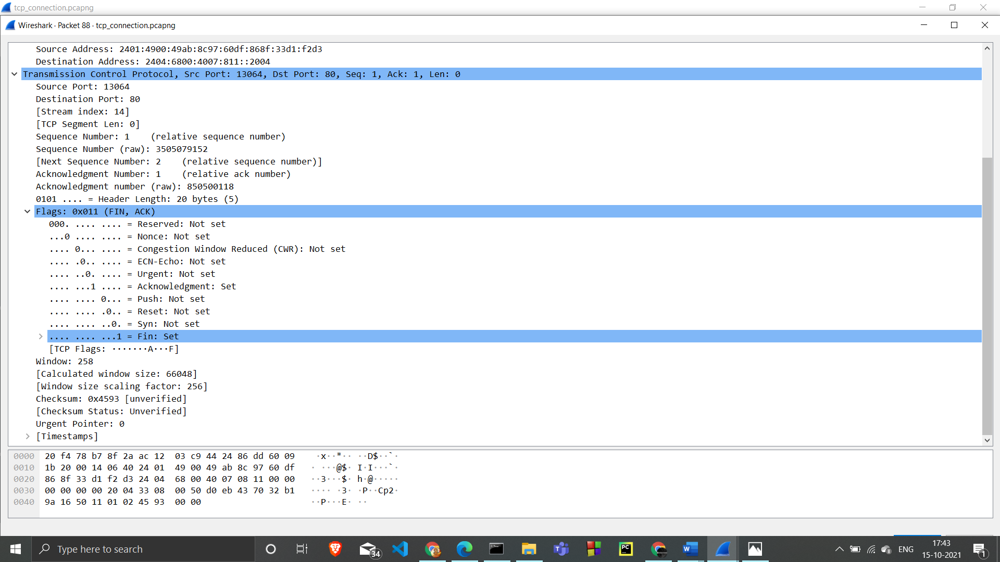 tcp_connection.pcapng
Wireshark · Packet 88 · tcp_connection.pcapng
Source Address: 2401:4900:49ab:8c97:60df:868f:33d1:f2d3
Destination Address: 2404:6800:4007:811::2004
Transmission Control Protocol, Src Port: 13064, Dst Port: 80, Seq: 1, Ack: 1, Len: 0
Source Port: 13064
Destination Port: 80
[Stream index: 14]
[TCP Segment Len: 0]
Sequence Number: 1    (relative sequence number)
Sequence Number (raw): 3505079152
[Next Sequence Number: 2    (relative sequence number)]
Acknowledgment Number: 1    (relative ack number)
Acknowledgment number (raw): 850500118
0101 .... = Header Length: 20 bytes (5)
Flags: 0x011 (FIN, ACK)
000. .... .... = Reserved: Not set
...0 .... .... = Nonce: Not set
.... 0... .... = Congestion Window Reduced (CWR): Not set
.... .0.. .... = ECN-Echo: Not set
.... ..0. .... = Urgent: Not set
.... ...1 .... = Acknowledgment: Set
.... .... 0... = Push: Not set
.... .... .0.. = Reset: Not set
.... .... ..0. = Syn: Not set
.... .... ...1 = Fin: Set
[TCP Flags: ·······A···F]
Window: 258
[Calculated window size: 66048]
[Window size scaling factor: 256]
Checksum: 0x4593 [unverified]
[Checksum Status: Unverified]
Urgent Pointer: 0
[Timestamps]
0000 20 f4 78 b7 8f 2a ac 12  03 c9 44 24 86 dd 60 09 ·x··*·· ··D$··`·
0010 1b 20 00 14 06 40 24 01  49 00 49 ab 8c 97 60 df · ···@$· I·I···`·
0020 86 8f 33 d1 f2 d3 24 04  68 00 40 07 08 11 00 00 ··3···$· h·@·····
0030 00 00 00 00 20 04 33 08  00 50 d0 eb 43 70 32 b1 ···· ·3· ·P··Cp2·
0040 9a 16 50 11 01 02 45 93  00 00 ··P···E· ··
Type here to search
34
PC
ENG
17:43
15-10-2021
1